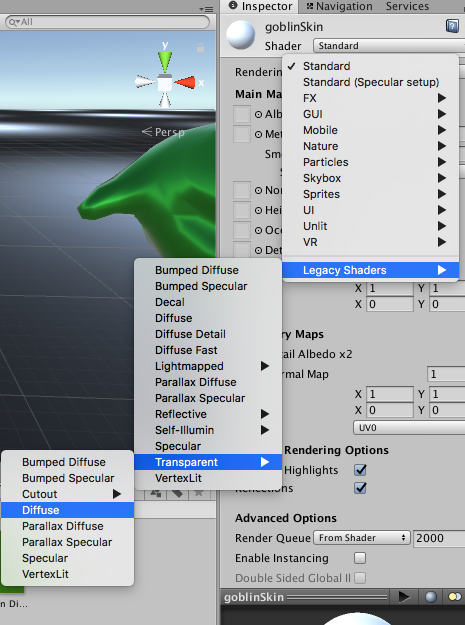 All
Inspector
Navigation
Services
goblinSkin
Shader
Standard
y
x
Persp
Rendering
Main Ma
Alb
Met
Smo
S
Nor
Hei
Occ
Det
Standard
Standard (Specular setup)
FX
GUI
Mobile
Nature
Particles
Skybox
Sprites
UI
Unlit
VR
Legacy Shaders
X 1 Y 1
X 0 Y 0
ry Maps
ail Albedo x2
rmal Map 1
X 1 Y 1
X 0 Y 0
UV0
Rendering Options
Highlights
Reflections
Advanced Options
Render Queue From Shader 2000
Enable Instancing
Double Sided Global Il
goblinSkin
Bumped Diffuse
Bumped Specular
Decal
Diffuse
Diffuse Detail
Diffuse Fast
Lightmapped
Parallax Diffuse
Parallax Specular
Reflective
Self-Illumin
Specular
Transparent
VertexLit
Bumped Diffuse
Bumped Specular
Cutout
Diffuse
Parallax Diffuse
Parallax Specular
Specular
VertexLit
n Di...